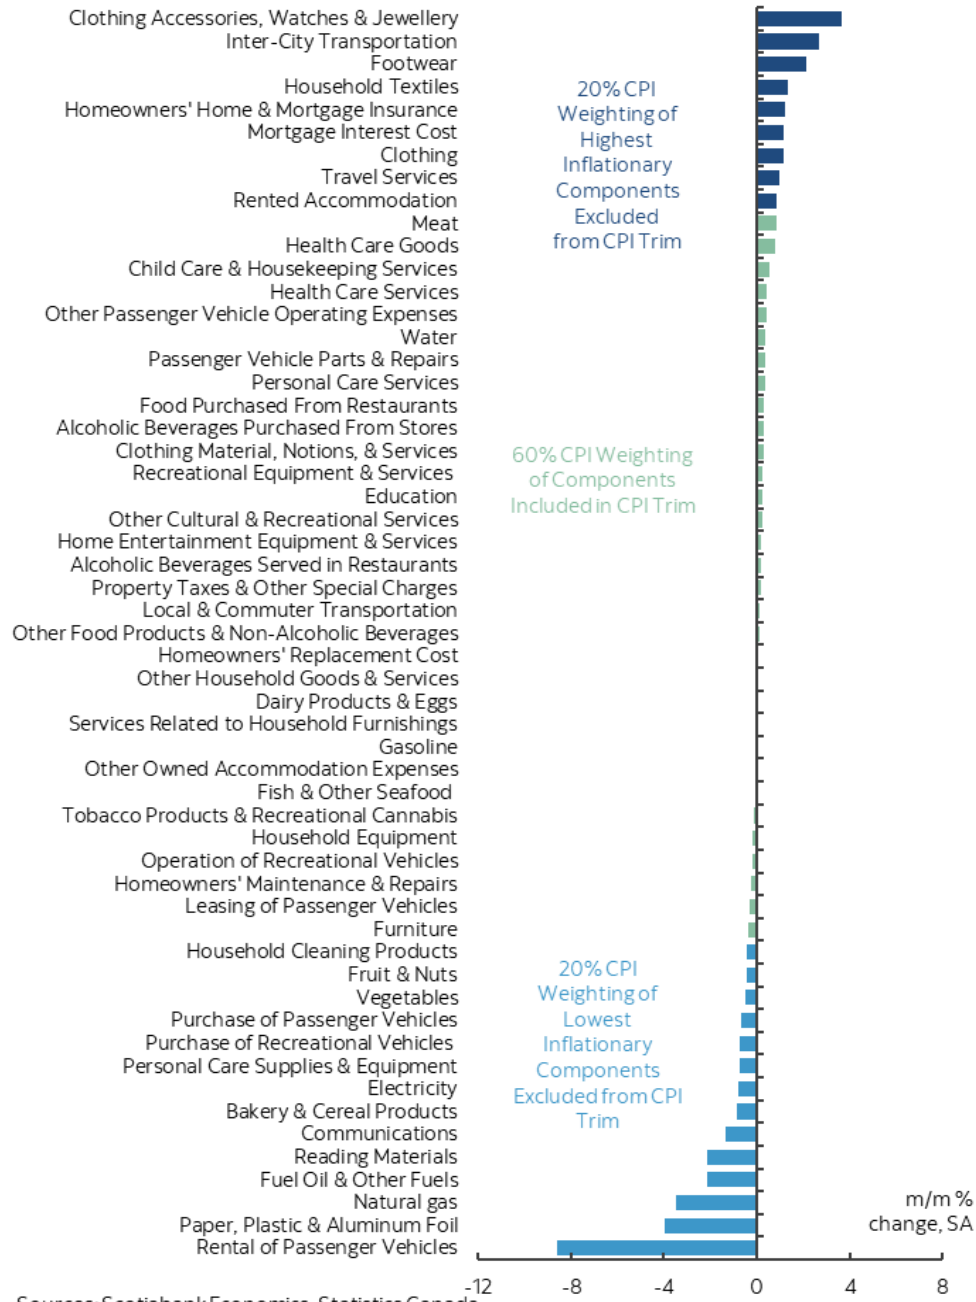 Clothing Accessories, Watches & Jewellery
Inter-City Transportation
Footwear
Household Textiles
Homeowners' Home & Mortgage Insurance
Mortgage Interest Cost
Clothing
Travel Services
Rented Accommodation
Meat
Health Care Goods
Child Care & Housekeeping Services
Health Care Services
Other Passenger Vehicle Operating Expenses
Water
Passenger Vehicle Parts & Repairs
Personal Care Services
Food Purchased From Restaurants
Alcoholic Beverages Purchased From Stores
Clothing Material, Notions, & Services
Recreational Equipment & Services
Education
Other Cultural & Recreational Services
Home Entertainment Equipment & Services
Alcoholic Beverages Served in Restaurants
Property Taxes & Other Special Charges
Local & Commuter Transportation
Other Food Products & Non-Alcoholic Beverages
Homeowners' Replacement Cost
Other Household Goods & Services
Dairy Products & Eggs
Services Related to Household Furnishings
Gasoline
Other Owned Accommodation Expenses
Fish & Other Seafood
Tobacco Products & Recreational Cannabis
Household Equipment
Operation of Recreational Vehicles
Homeowners' Maintenance & Repairs
Leasing of Passenger Vehicles
Furniture
Household Cleaning Products
Fruit & Nuts
Vegetables
Purchase of Passenger Vehicles
Purchase of Recreational Vehicles
Personal Care Supplies & Equipment
Electricity
Bakery & Cereal Products
Communications
Reading Materials
Fuel Oil & Other Fuels
Natural gas
Paper, Plastic & Aluminum Foil
Rental of Passenger Vehicles
20% CPI
Weighting of
Highest
Inflationary
Components
Excluded
from CPI Trim
60% CPI Weighting
of Components
Included in CPI Trim
20% CPI
Weighting of
Lowest
Inflationary
Components
Excluded from CPI
Trim
m/m %
change, SA
-12 -8 -4 0 4 8
Sources: Scotiabank Economics, Statistics Canada